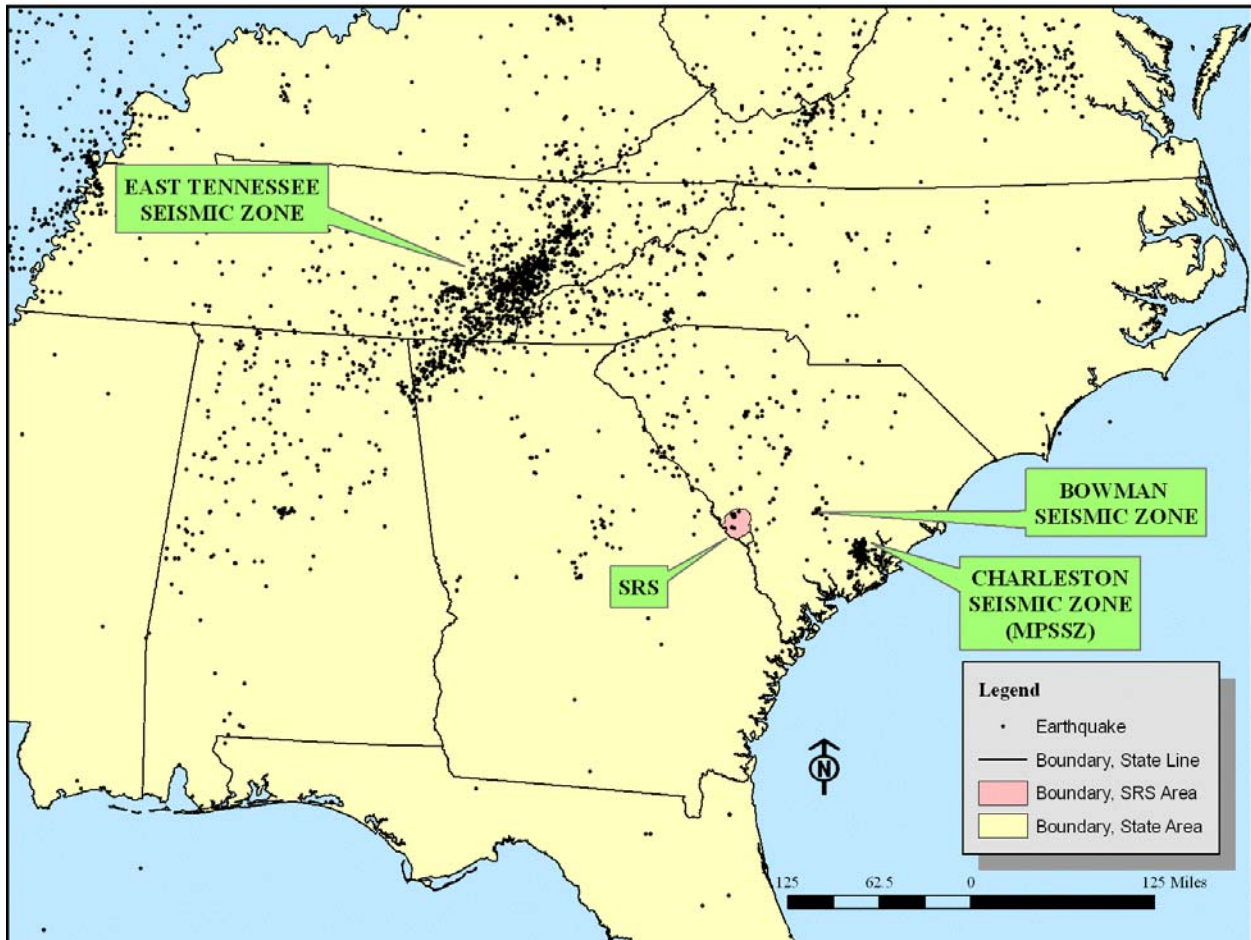 EAST TENNESSEE
SEISMIC ZONE
BOWMAN
SEISMIC ZONE
SRS
CHARLESTON
SEISMIC ZONE
(MPSSZ)
Legend
Earthquake
Boundary, State Line
Boundary, SRS Area
Boundary, State Area
N
125 62.5 0 125 Miles